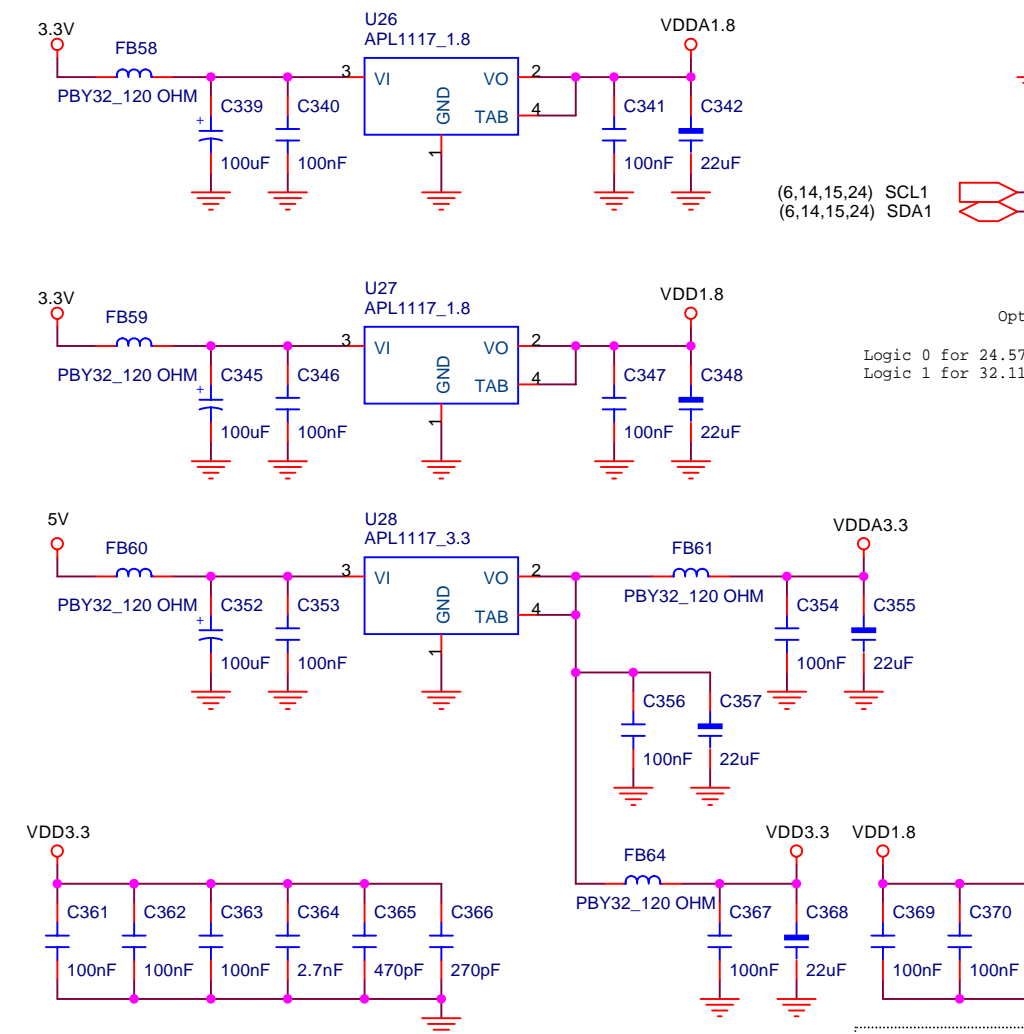 3.3V
FB58
PBY32_120 OHM
C339
+
100uF
C340
100nF
U26
APL1117_1.8
3
VI
VO
2
GND
TAB
4
1
C341
100nF
VDDA1.8
C342
22uF
(6,14,15,24) SCL1
(6,14,15,24) SDA1
3.3V
FB59
PBY32_120 OHM
C345
+
100uF
C346
100nF
U27
APL1117_1.8
3
VI
VO
2
GND
TAB
4
1
C347
100nF
VDD1.8
C348
22uF
Opt
Logic 0 for 24.57
Logic 1 for 32.11
5V
FB60
PBY32_120 OHM
C352
+
100uF
C353
100nF
U28
APL1117_3.3
3
VI
VO
2
GND
TAB
4
1
FB61
PBY32_120 OHM
VDDA3.3
C354
100nF
C355
22uF
C356
100nF
C357
22uF
VDD3.3
C361
100nF
C362
100nF
C363
100nF
C364
2.7nF
C365
470pF
C366
270pF
FB64
PBY32_120 OHM
VDD3.3
C367
100nF
C368
22uF
VDD1.8
C369
100nF
C370
100nF